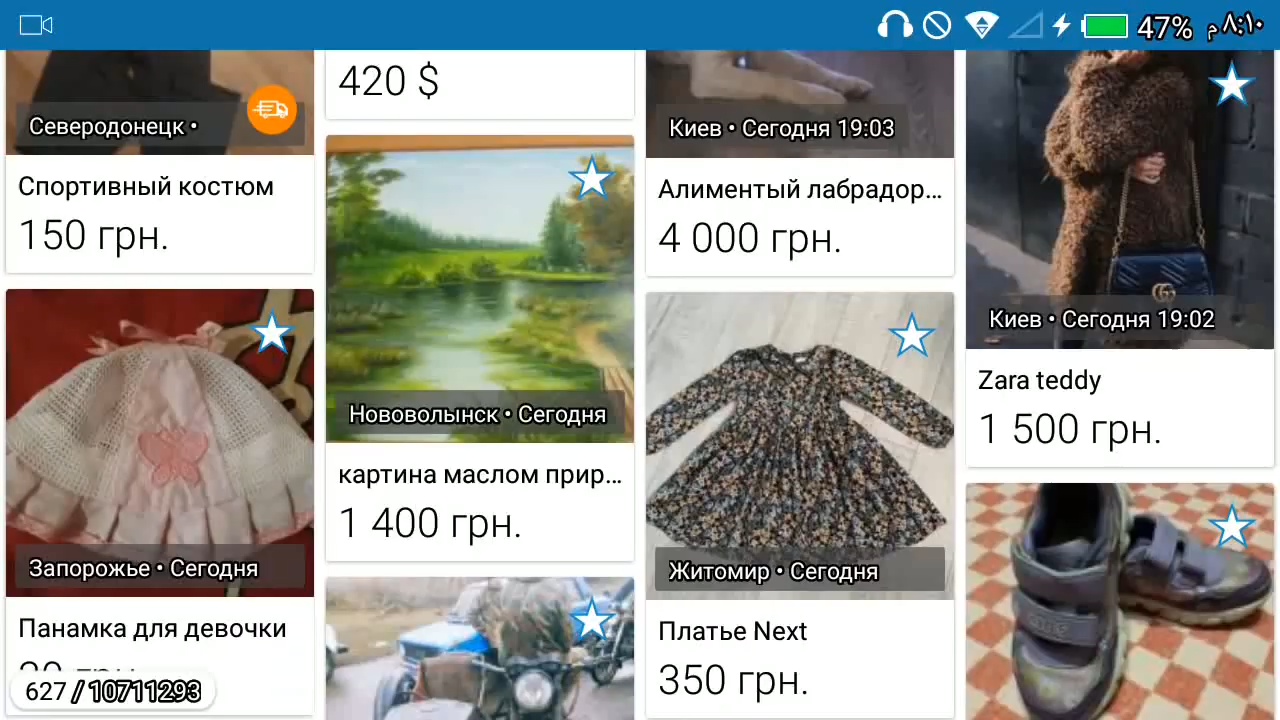 47% ٨:١٠ م
Северодонецк •
Спортивный костюм
150 грн.
Запорожье • Сегодня
Панамка для девочки
627 / 10711293
420 $
Нововолынск • Сегодня
картина маслом прир...
1 400 грн.
Киев • Сегодня 19:03
Алиментый лабрадор...
4 000 грн.
Житомир • Сегодня
Платье Next
350 грн.
Киев • Сегодня 19:02
Zara teddy
1 500 грн.